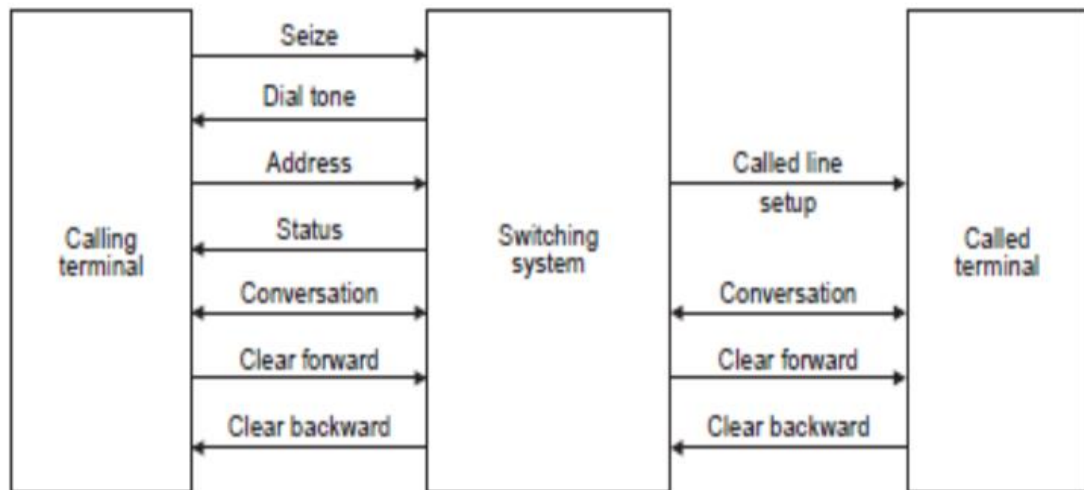 Seize
Dial tone
Address
Called line
setup
Status
Calling
terminal
Switching
system
Called
terminal
Conversation
Conversation
Clear forward
Clear forward
Clear backward
Clear backward